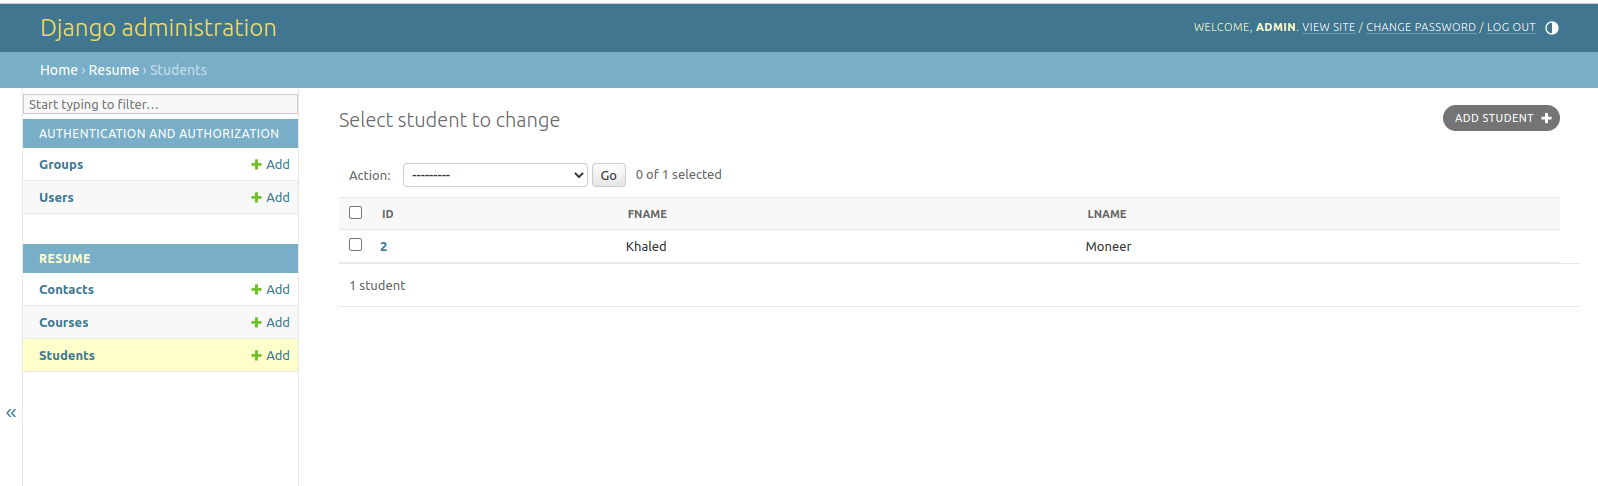 Django administration
WELCOME, ADMIN. VIEW SITE / CHANGE PASSWORD / LOG OUT
Home › Resume › Students
Start typing to filter...
AUTHENTICATION AND AUTHORIZATION
Groups + Add
Users + Add
RESUME
Contacts + Add
Courses + Add
Students + Add
«
Select student to change
ADD STUDENT +
Action: --------- Go 0 of 1 selected
ID FNAME LNAME
2 Khaled Moneer
1 student